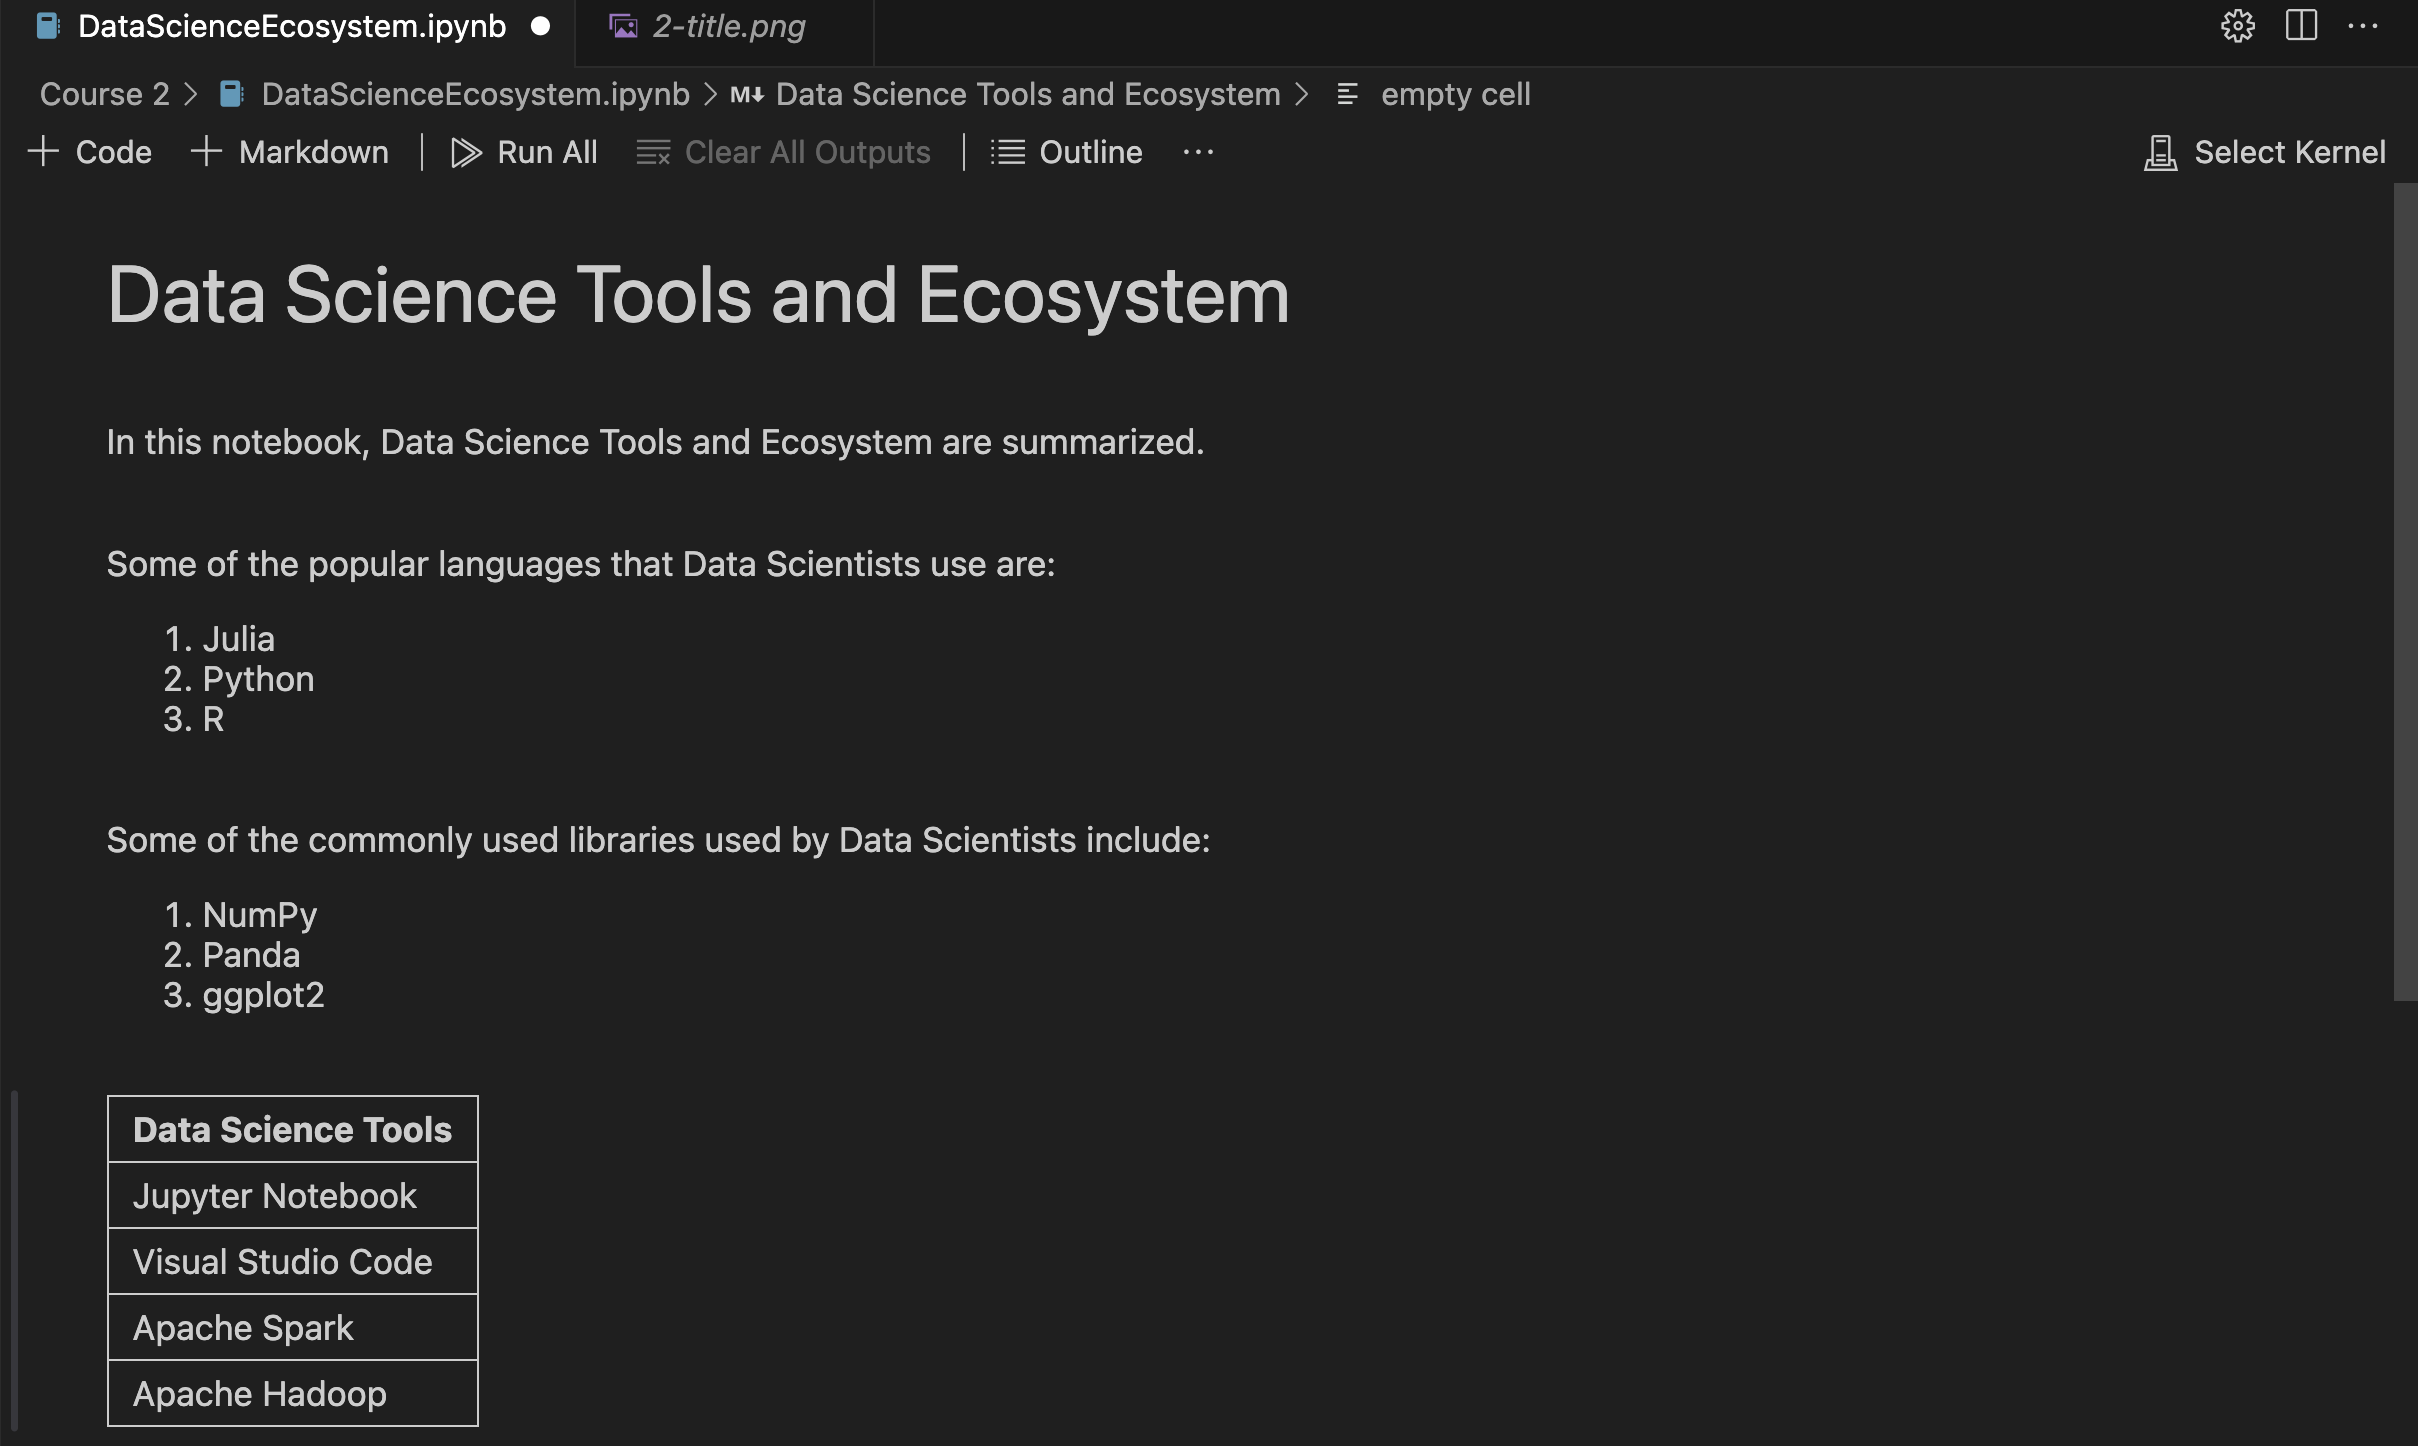 DataScienceEcosystem.ipynb 2-title.png
Course 2 > DataScienceEcosystem.ipynb > M↓ Data Science Tools and Ecosystem > empty cell
+ Code + Markdown | Run All Clear All Outputs | Outline ... Select Kernel
Data Science Tools and Ecosystem
In this notebook, Data Science Tools and Ecosystem are summarized.
Some of the popular languages that Data Scientists use are:
1. Julia
2. Python
3. R
Some of the commonly used libraries used by Data Scientists include:
1. NumPy
2. Panda
3. ggplot2
Data Science Tools
Jupyter Notebook
Visual Studio Code
Apache Spark
Apache Hadoop